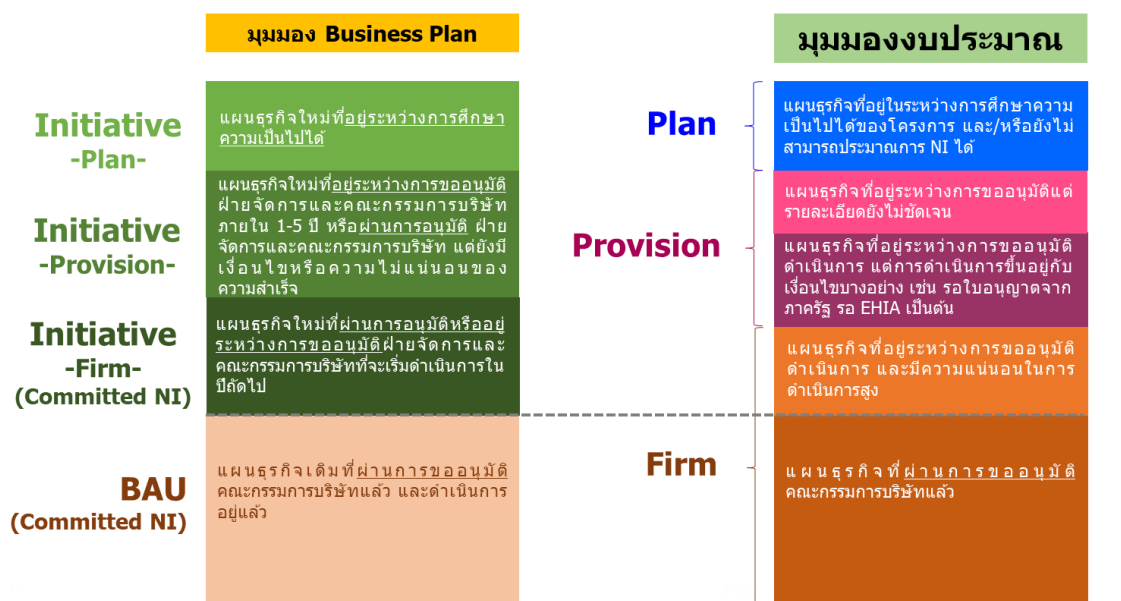 มุมมอง Business Plan
Initiative
-Plan-
แผนธุรกิจใหม่ที่อยู่ระหว่างการศึกษา
ความเป็นไปได้
Initiative
-Provision-
แผนธุรกิจใหม่ที่อยู่ระหว่างการขออนุมัติ
ฝ่ายจัดการและคณะกรรมการบริษัท
ภายใน 1-5 ปี หรือผ่านการอนุมัติ ฝ่าย
จัดการและคณะกรรมการบริษัท แต่ยังมี
เงื่อนไขหรือความไม่แน่นอนของ
ความสำเร็จ
Initiative
-Firm-
(Committed NI)
แผนธุรกิจใหม่ที่ผ่านการอนุมัติหรืออยู่
ระหว่างการขออนุมัติฝ่ายจัดการและ
คณะกรรมการบริษัทที่จะเริ่มดำเนินการใน
ปีถัดไป
BAU
(Committed NI)
แผนธุรกิจเดิมที่ผ่านการขออนุมัติ
คณะกรรมการบริษัทแล้ว และดำเนินการ
อยู่แล้ว
มุมมองงบประมาณ
Plan
แผนธุรกิจที่อยู่ในระหว่างการศึกษาความ
เป็นไปได้ของโครงการ และ/หรือยังไม่
สามารถประมาณการ NI ได้
Provision
แผนธุรกิจที่อยู่ระหว่างการขออนุมัติแต่
รายละเอียดยังไม่ชัดเจน
แผนธุรกิจที่อยู่ระหว่างการขออนุมัติ
ดำเนินการ แต่การดำเนินการขึ้นอยู่กับ
เงื่อนไขบางอย่าง เช่น รอใบอนุญาตจาก
ภาครัฐ รอ EHIA เป็นต้น
Firm
แผนธุรกิจที่อยู่ระหว่างการขออนุมัติ
ดำเนินการ และมีความแน่นอนในการ
ดำเนินการสูง
แผนธุรกิจที่ผ่านการขออนุมัติ
คณะกรรมการบริษัทแล้ว